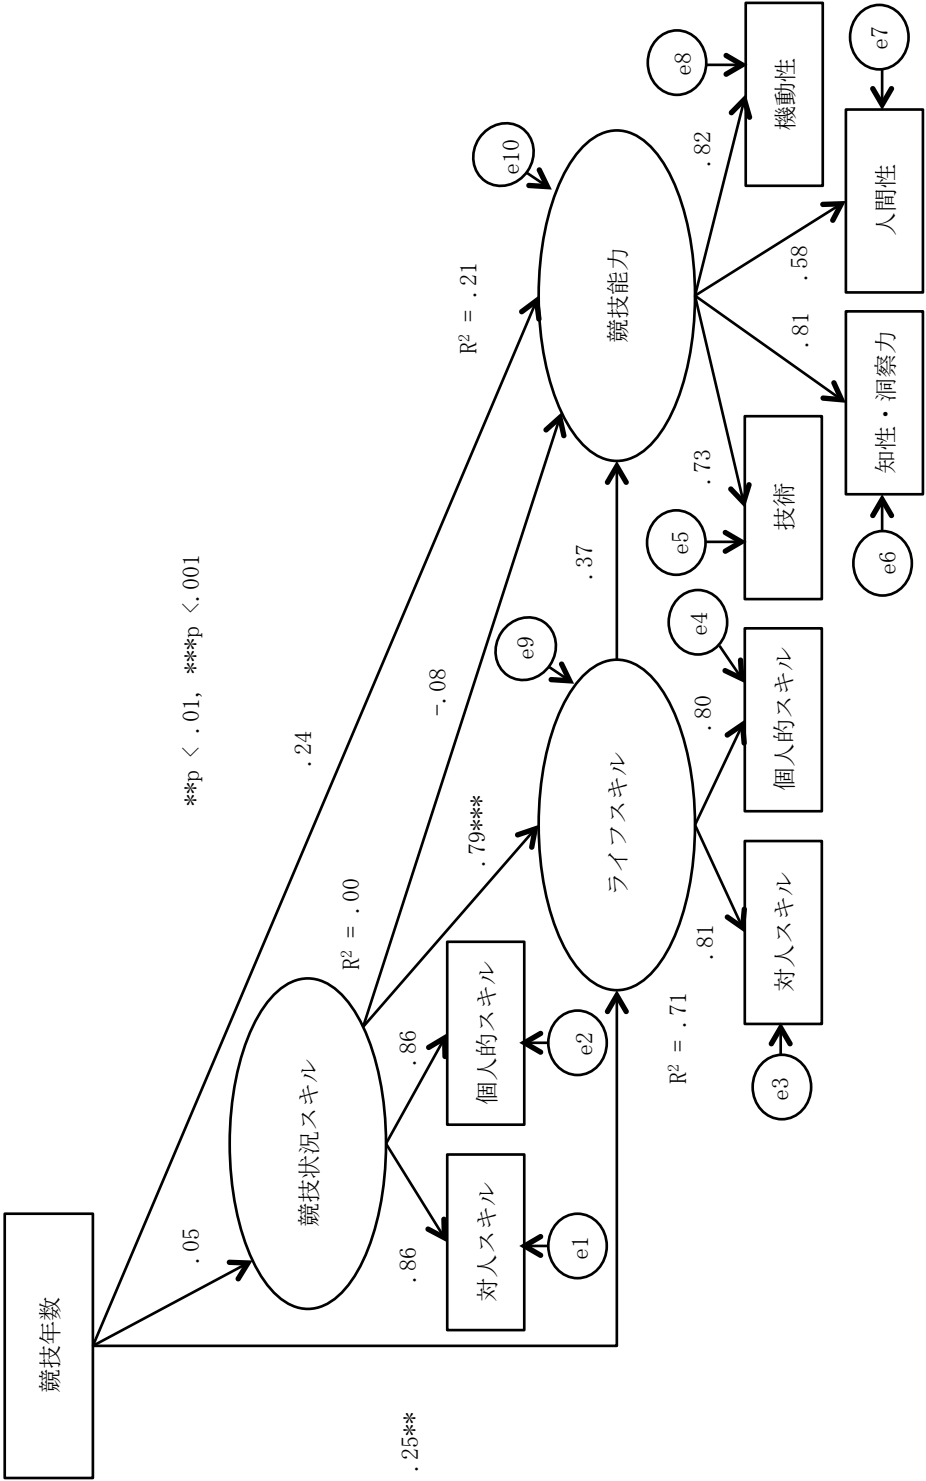 競技年数
.05
.24
.25**
**p < .01, ***p <.001
競技状況スキル
R² = .00
.86
.86
対人スキル
個人的スキル
e1
e2
.79***
-.08
ライフスキル
e9
R² = .71
.81
.80
対人スキル
個人的スキル
e3
e4
.37
R² = .21
競技能力
e10
.73
.81
.58
.82
技術
知性・洞察力
人間性
機動性
e5
e6
e7
e8